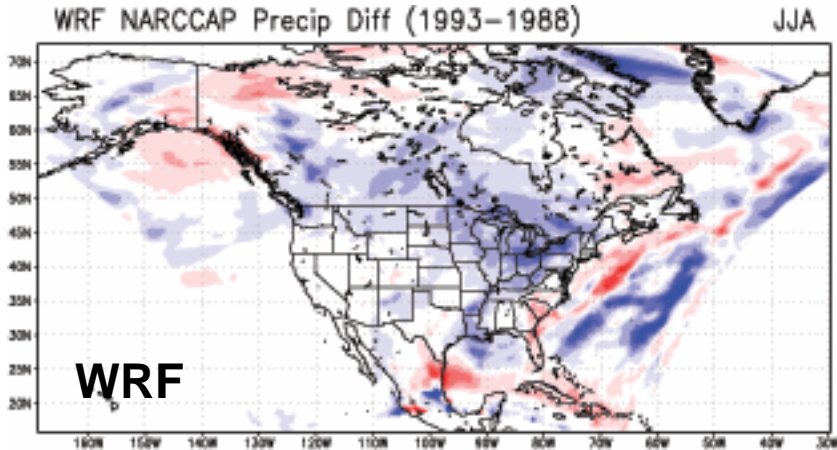 WRF NARCCAP Precip Diff (1993-1988) JJA
70N
65N
60N
55N
50N
45N
40N
35N
30N
25N
20N
WRF
160W 150W 140W 130W 120W 110W 100W 90W 80W 70W 60W 50W 40W 30W